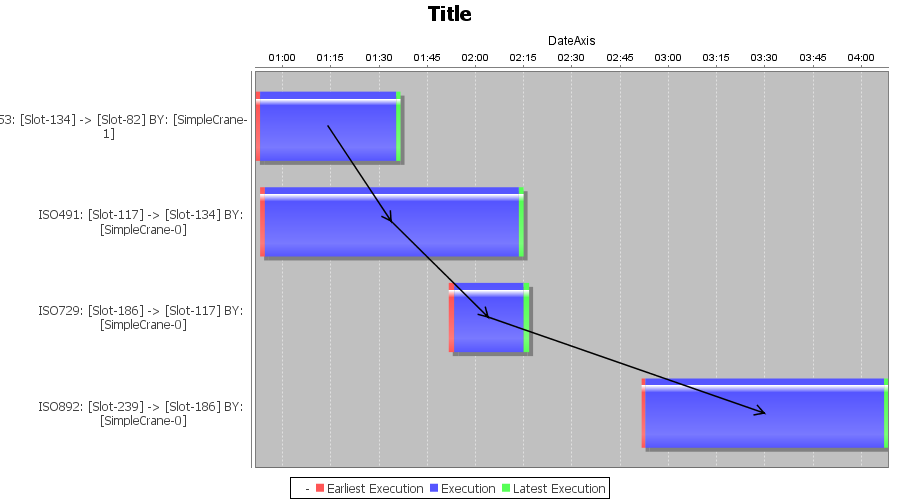 Title
DateAxis
01:00 01:15 01:30 01:45 02:00 02:15 02:30 02:45 03:00 03:15 03:30 03:45 04:00
53: [Slot-134] -> [Slot-82] BY: [SimpleCrane-
1]
ISO491: [Slot-117] -> [Slot-134] BY:
[SimpleCrane-0]
ISO729: [Slot-186] -> [Slot-117] BY:
[SimpleCrane-0]
ISO892: [Slot-239] -> [Slot-186] BY:
[SimpleCrane-0]
- Earliest Execution Execution Latest Execution